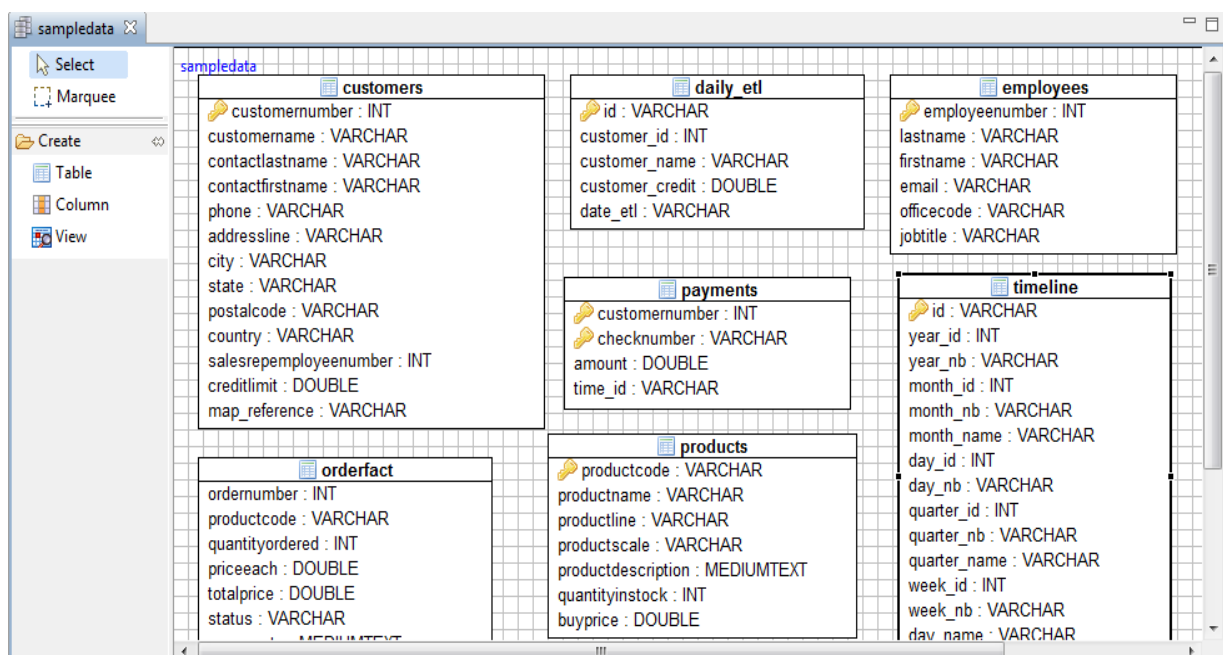 sampledata
Select
Marquee
Create
Table
Column
View
sampledata
customers
customernumber : INT
customername : VARCHAR
contactlastname : VARCHAR
contactfirstname : VARCHAR
phone : VARCHAR
addressline : VARCHAR
city : VARCHAR
state : VARCHAR
postalcode : VARCHAR
country : VARCHAR
salesrepemployeenumber : INT
creditlimit : DOUBLE
map_reference : VARCHAR
daily_etl
id : VARCHAR
customer_id : INT
customer_name : VARCHAR
customer_credit : DOUBLE
date_etl : VARCHAR
employees
employeenumber : INT
lastname : VARCHAR
firstname : VARCHAR
email : VARCHAR
officecode : VARCHAR
jobtitle : VARCHAR
payments
customernumber : INT
checknumber : VARCHAR
amount : DOUBLE
time_id : VARCHAR
timeline
id : VARCHAR
year_id : INT
year_nb : VARCHAR
month_id : INT
month_nb : VARCHAR
month_name : VARCHAR
day_id : INT
day_nb : VARCHAR
quarter_id : INT
quarter_nb : VARCHAR
quarter_name : VARCHAR
week_id : INT
week_nb : VARCHAR
day_name : VARCHAR
orderfact
ordernumber : INT
productcode : VARCHAR
quantityordered : INT
priceeach : DOUBLE
totalprice : DOUBLE
status : VARCHAR
: MEDIUMTEXT
products
productcode : VARCHAR
productname : VARCHAR
productline : VARCHAR
productscale : VARCHAR
productdescription : MEDIUMTEXT
quantityinstock : INT
buyprice : DOUBLE